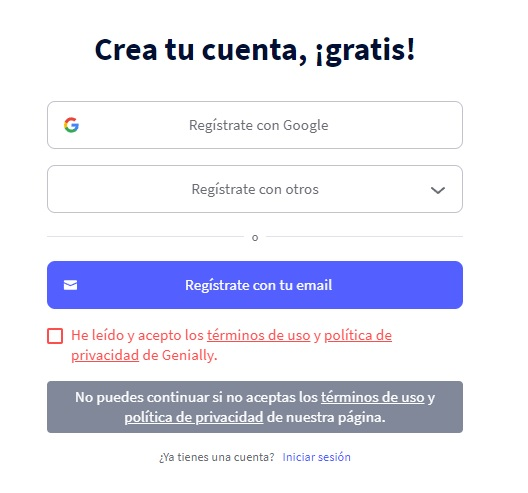 Crea tu cuenta, ¡gratis!
Regístrate con Google
Regístrate con otros
o
Regístrate con tu email
He leído y acepto los términos de uso y política de
privacidad de Genially.
No puedes continuar si no aceptas los términos de uso y
política de privacidad de nuestra página.
¿Ya tienes una cuenta? Iniciar sesión